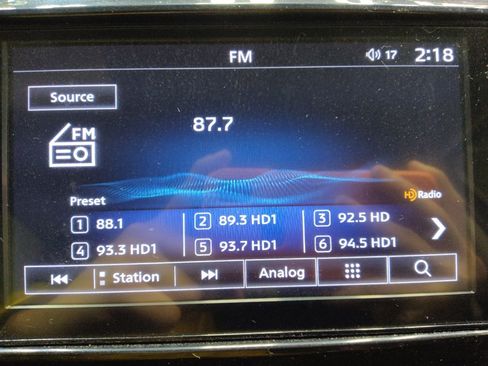 FM
17
2:18
Source
87.7
FM
HD Radio
Preset
1 88.1
2 89.3 HD1
3 92.5 HD
4 93.3 HD1
5 93.7 HD1
6 94.5 HD1
Station
Analog